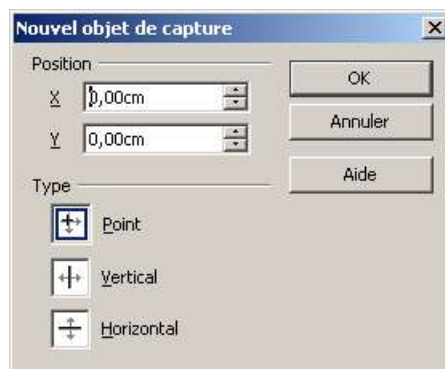 Nouvel objet de capture
Position
X 0,00cm
Y 0,00cm
OK
Annuler
Aide
Type
Point
Vertical
Horizontal